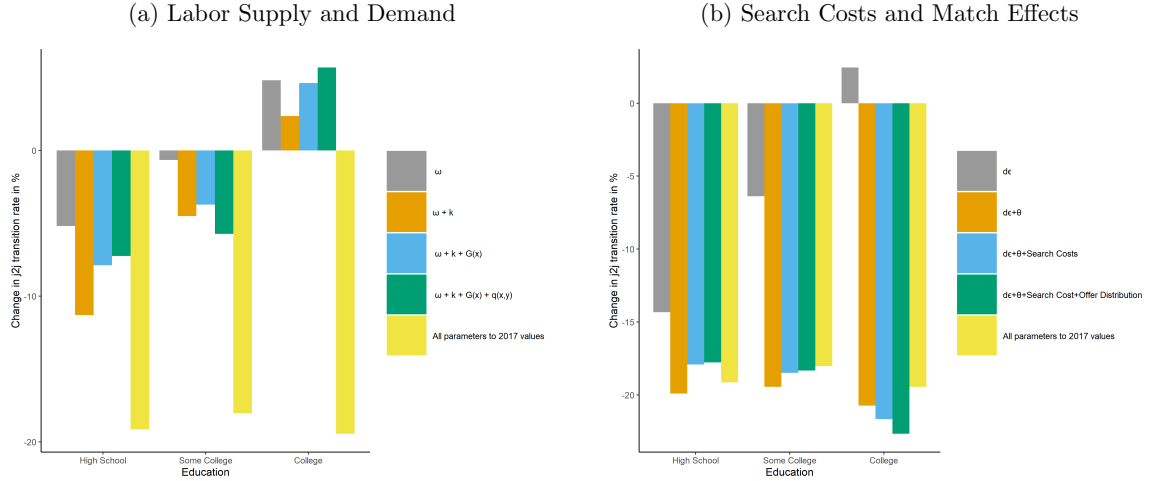 (a) Labor Supply and Demand
(b) Search Costs and Match Effects
Change in j2j transition rate in %
0
-10
-20
High School
Some College
College
Education
ω
ω + k
ω + k + G(x)
ω + k + G(x) + q(x,y)
All parameters to 2017 values
Change in j2j transition rate in %
0
-5
-10
-15
-20
High School
Some College
College
Education
dϵ
dϵ+θ
dϵ+θ+Search Costs
dϵ+θ+Search Cost+Offer Distribution
All parameters to 2017 values